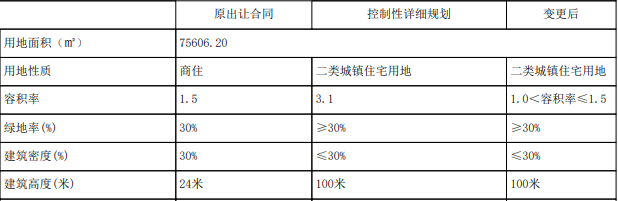 原出让合同 控制性详细规划 变更后
用地面积（㎡） 75606.20
用地性质 商住 二类城镇住宅用地 二类城镇住宅用地
容积率 1.5 3.1 1.0＜容积率≤1.5
绿地率(%) 30% ≥30% ≥30%
建筑密度(%) 30% ≤30% ≤30%
建筑高度(米) 24米 100米 100米